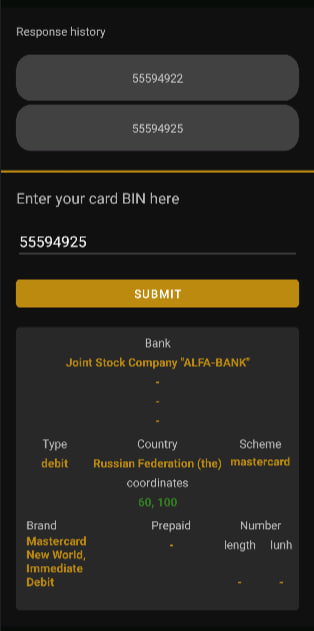 Response history
55594922
55594925
Enter your card BIN here
55594925
SUBMIT
Bank
Joint Stock Company "ALFA-BANK"
-
-
-
Type Country Scheme
debit Russian Federation (the) mastercard
coordinates
60, 100
Brand Prepaid Number
Mastercard - length lunh
New World,
Immediate
Debit - -